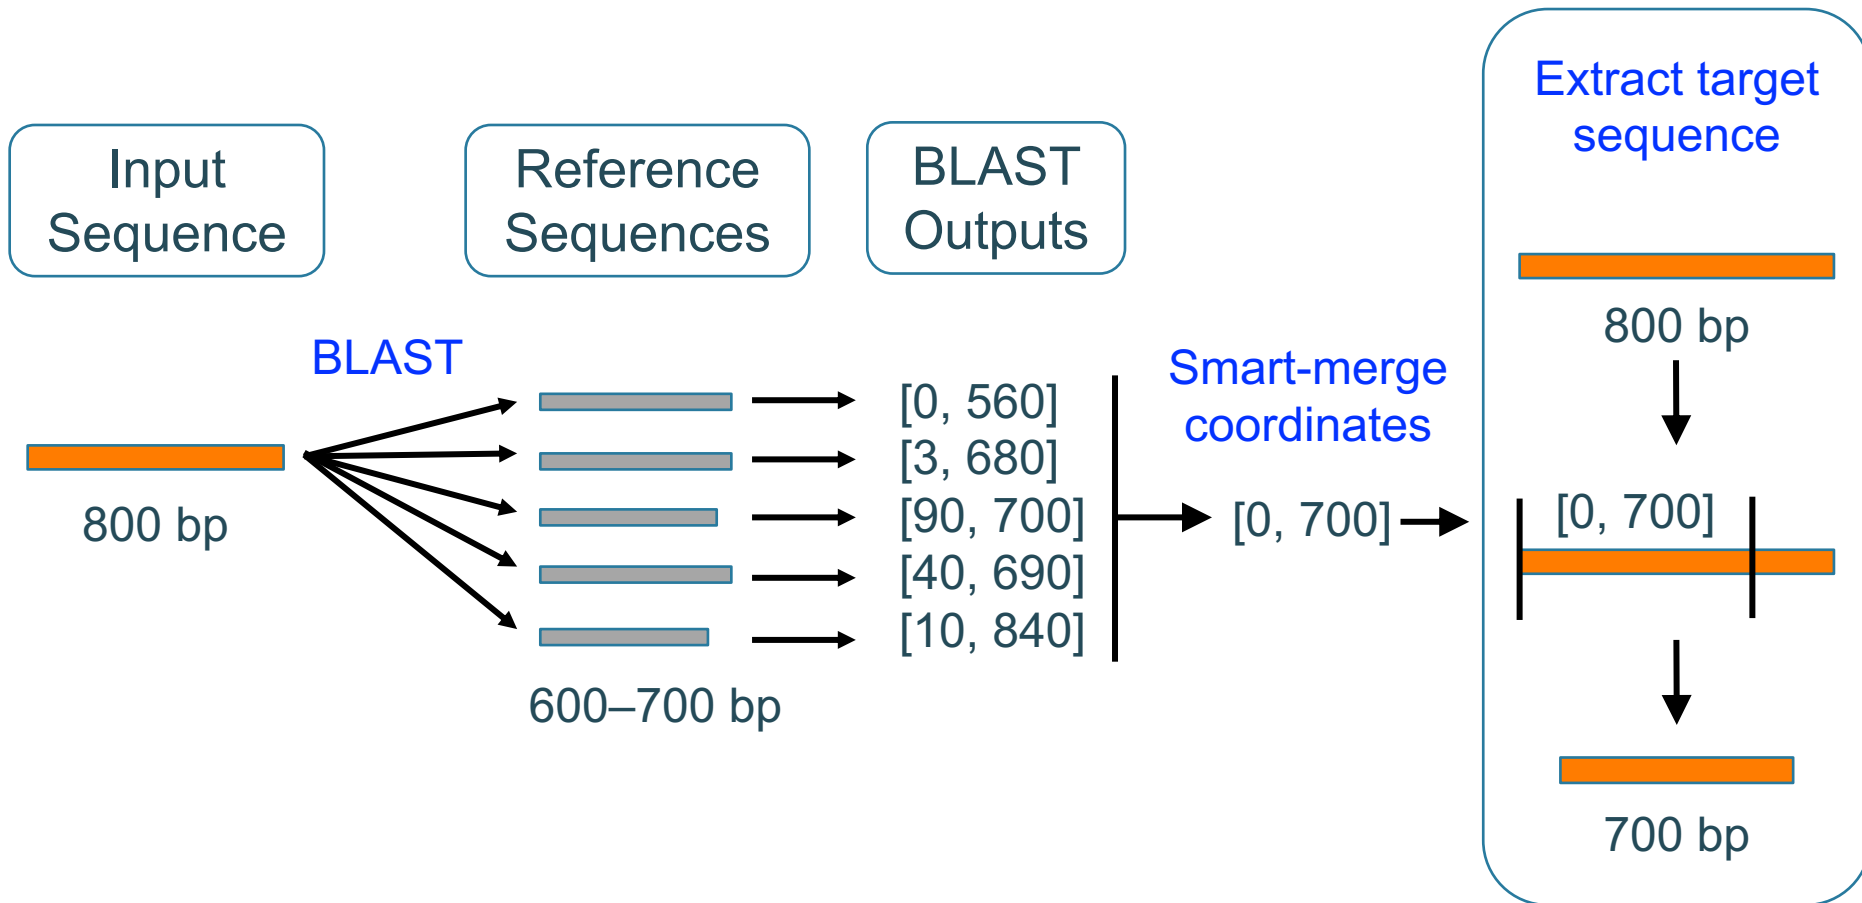 Input
Sequence
Reference
Sequences
BLAST
Outputs
Extract target
sequence
BLAST
800 bp
600–700 bp
[0, 560]
[3, 680]
[90, 700]
[40, 690]
[10, 840]
Smart-merge
coordinates
[0, 700]
800 bp
[0, 700]
700 bp